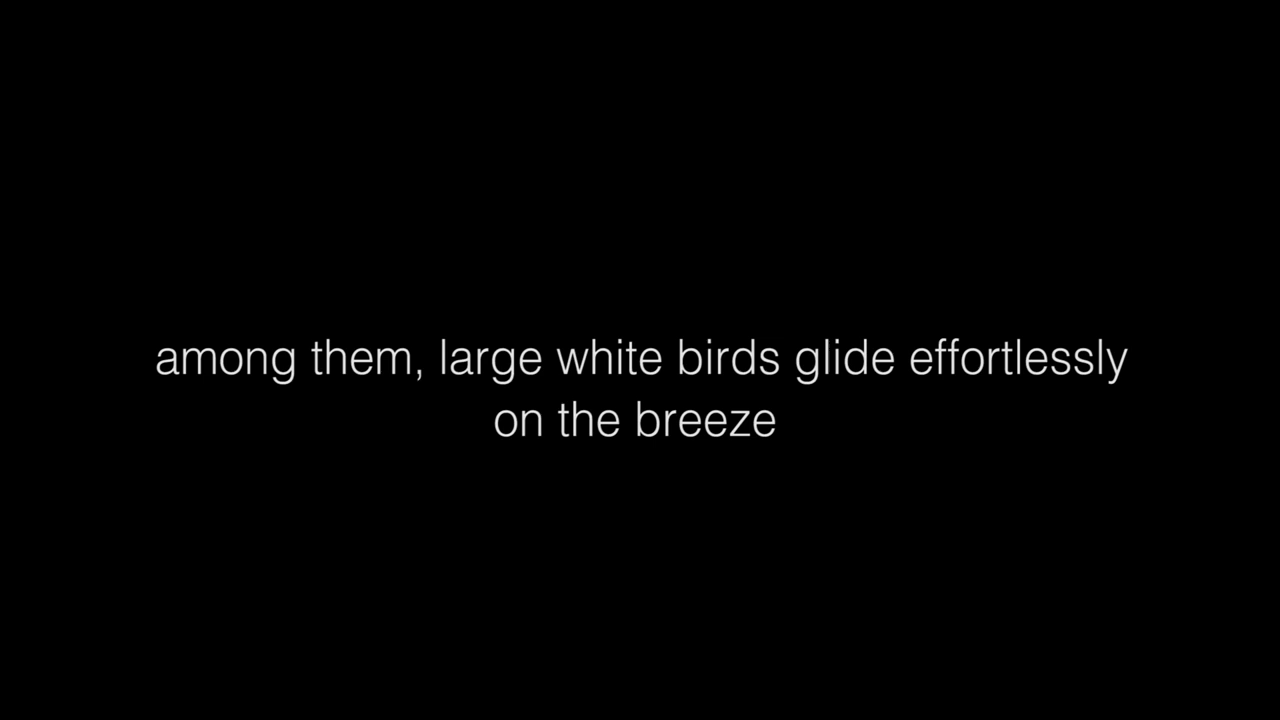 among them, large white birds glide effortlessly
on the breeze